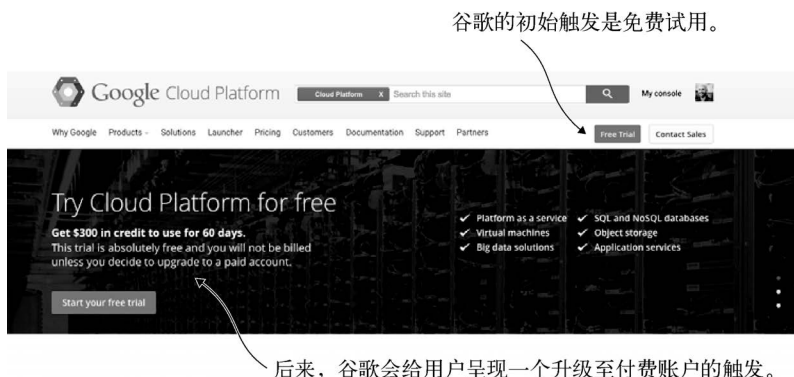 谷歌的初始触发是免费试用。
Google Cloud Platform Cloud Platform X Search this site My console
Why Google Products Solutions Launcher Pricing Customers Documentation Support Partners Free Trial Contact Sales
Try Cloud Platform for free
Get $300 in credit to use for 60 days.
This trial is absolutely free and you will not be billed
unless you decide to upgrade to a paid account.
Start your free trial
✓ Platform as a service ✓ SQL and NoSQL databases
✓ Virtual machines ✓ Object storage
✓ Big data solutions ✓ Application services
后来，谷歌会给用户呈现一个升级至付费账户的触发。